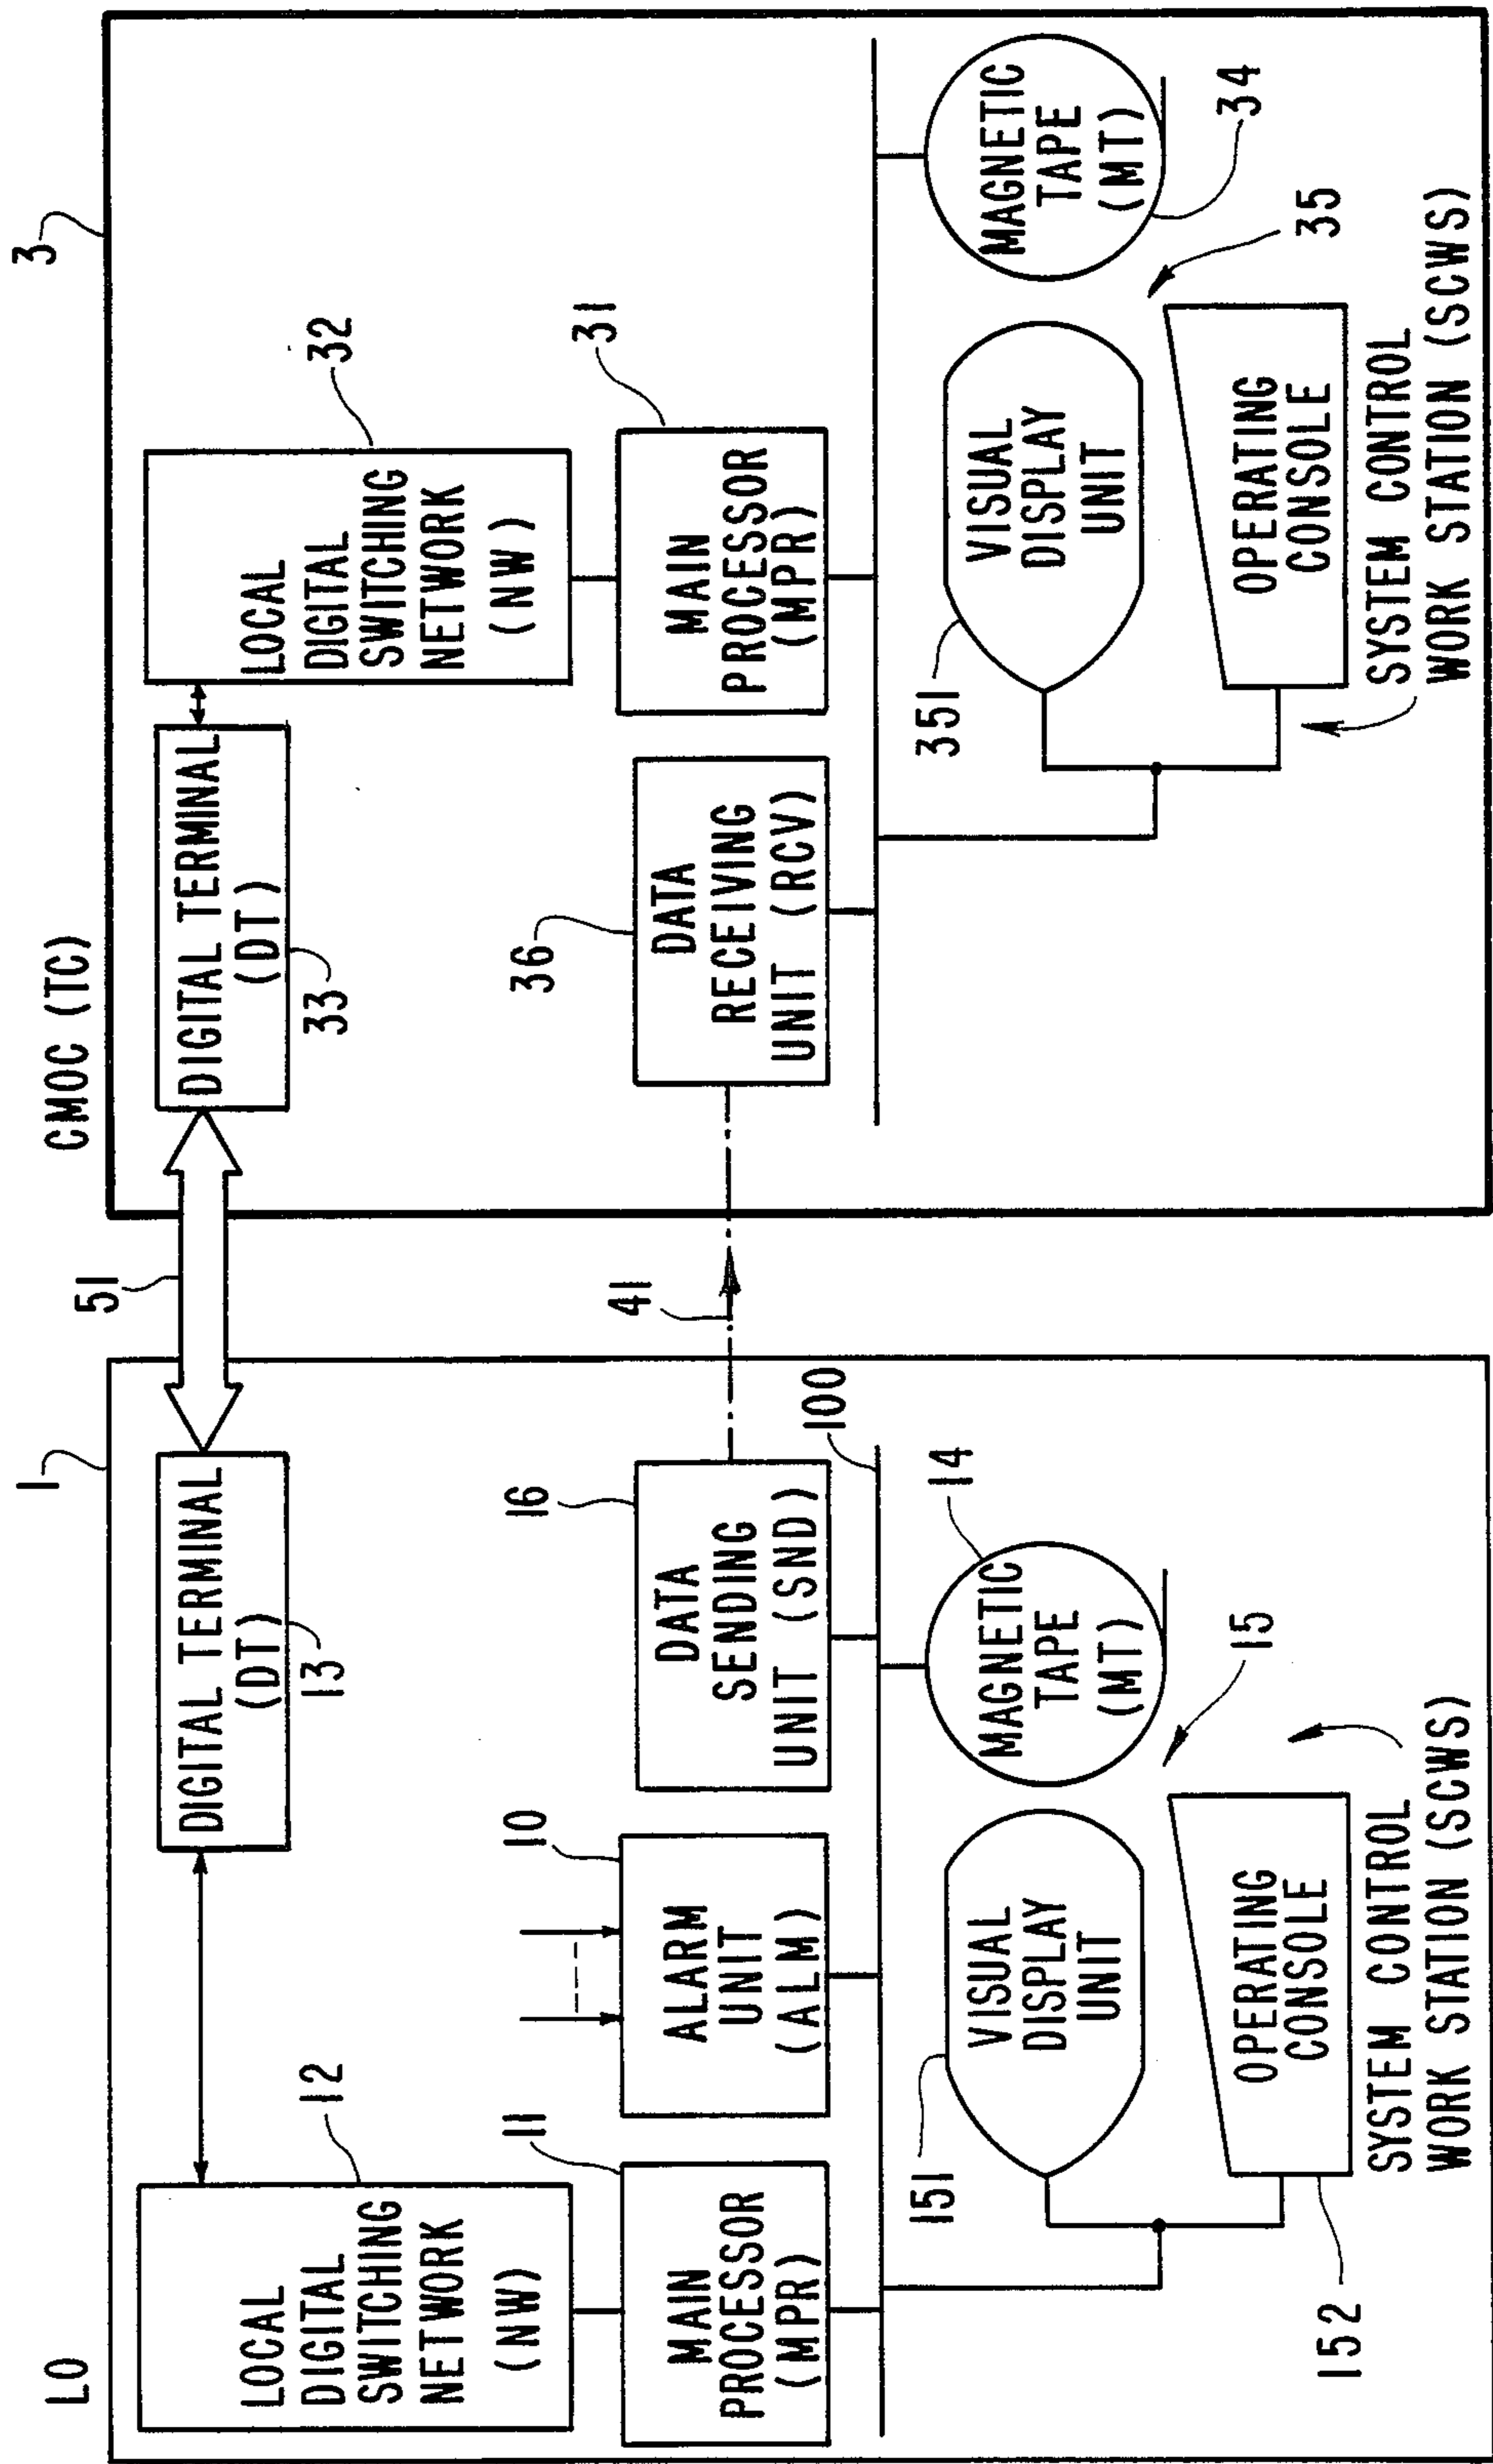 LO
1
LOCAL
DIGITAL
SWITCHING
NETWORK
(NW)
12
DIGITAL TERMINAL
(DT)
13
51
MAIN
PROCESSOR
(MPR)
11
ALARM
UNIT
(ALM)
10
DATA
SENDING
UNIT (SND)
16
41
100
VISUAL
DISPLAY
UNIT
151
MAGNETIC
TAPE
(MT)
14
15
OPERATING
CONSOLE
152
SYSTEM CONTROL
WORK STATION (SCWS)
CMOC (TC)
3
DIGITAL TERMINAL
(DT)
33
LOCAL
DIGITAL
SWITCHING
NETWORK
(NW)
32
DATA
RECEIVING
UNIT (RCV)
36
MAIN
PROCESSOR
(MPR)
31
VISUAL
DISPLAY
UNIT
351
MAGNETIC
TAPE
(MT)
34
35
OPERATING
CONSOLE
SYSTEM CONTROL
WORK STATION (SCWS)